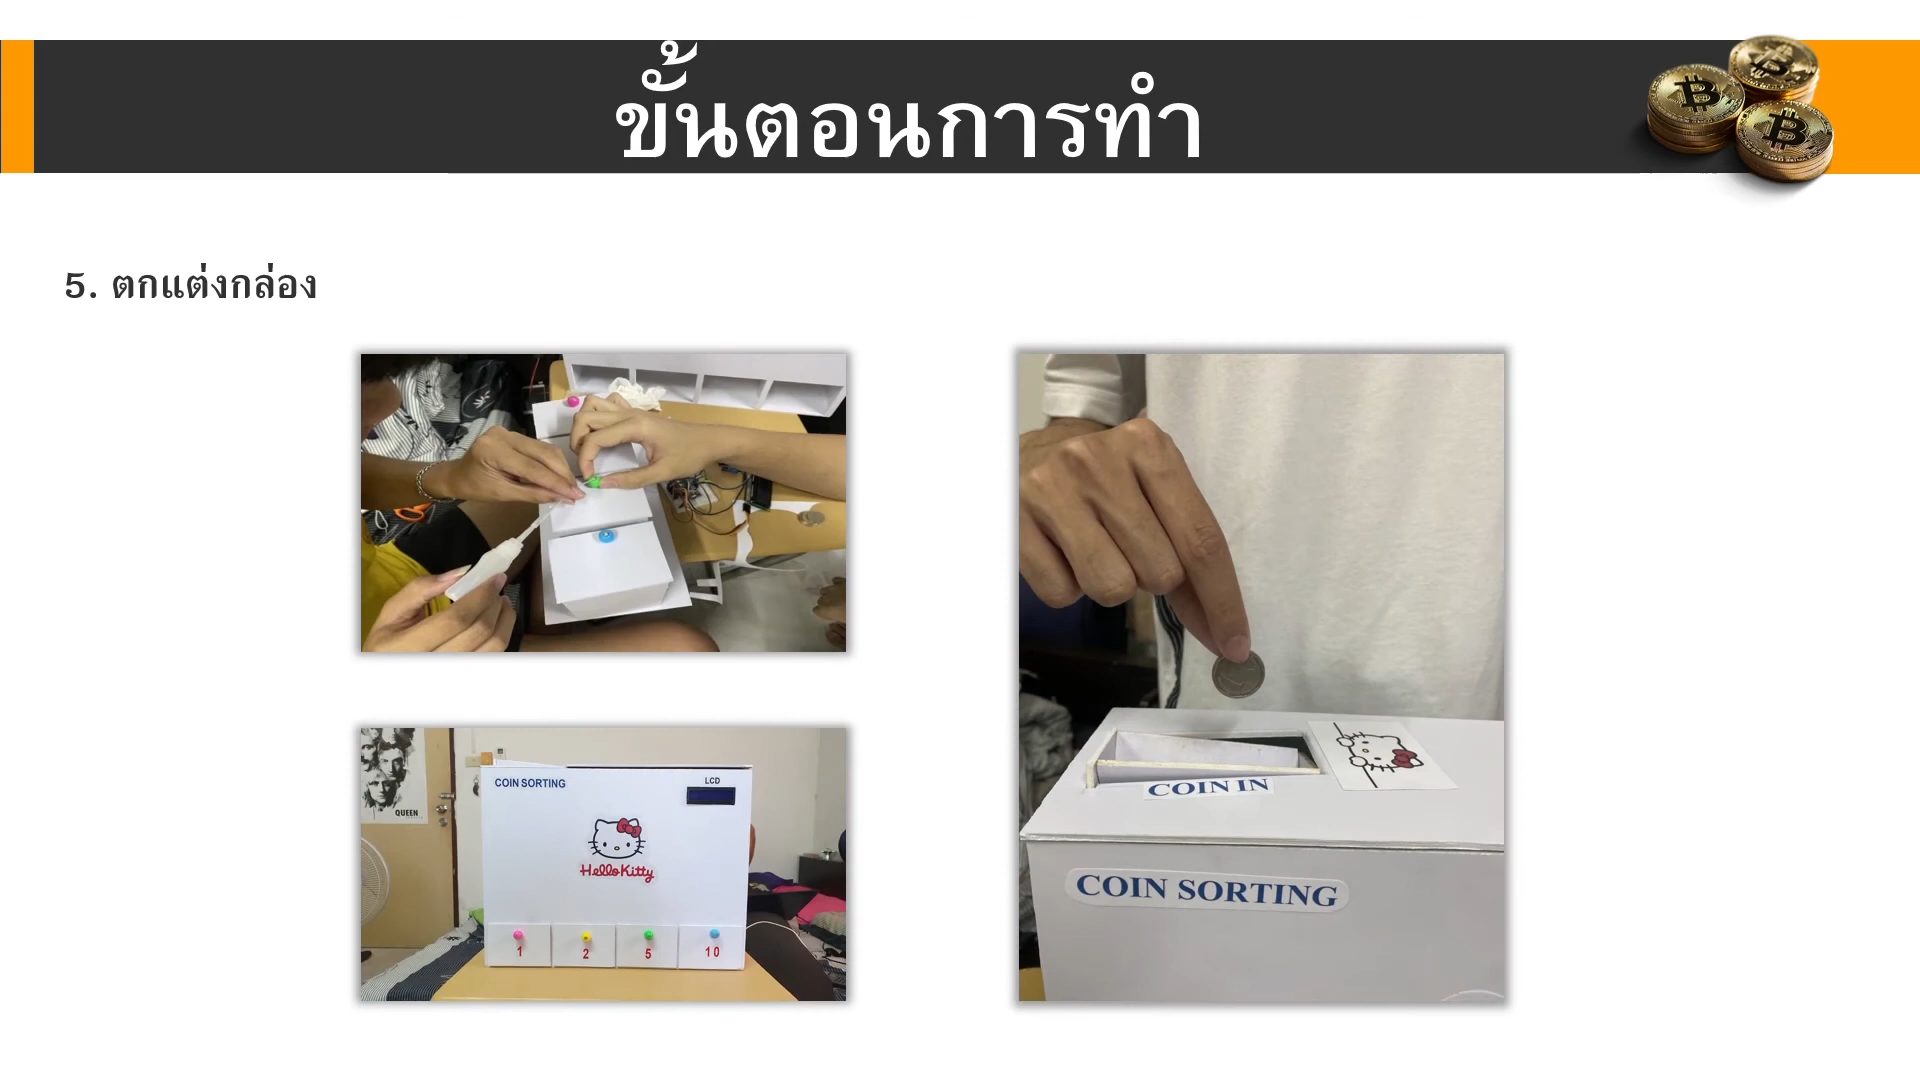 ขั้นตอนการทำ
5. ตกแต่งกล่อง
QUEEN
COIN SORTING
LCD
Hello Kitty
1
2
5
10
COIN IN
COIN SORTING